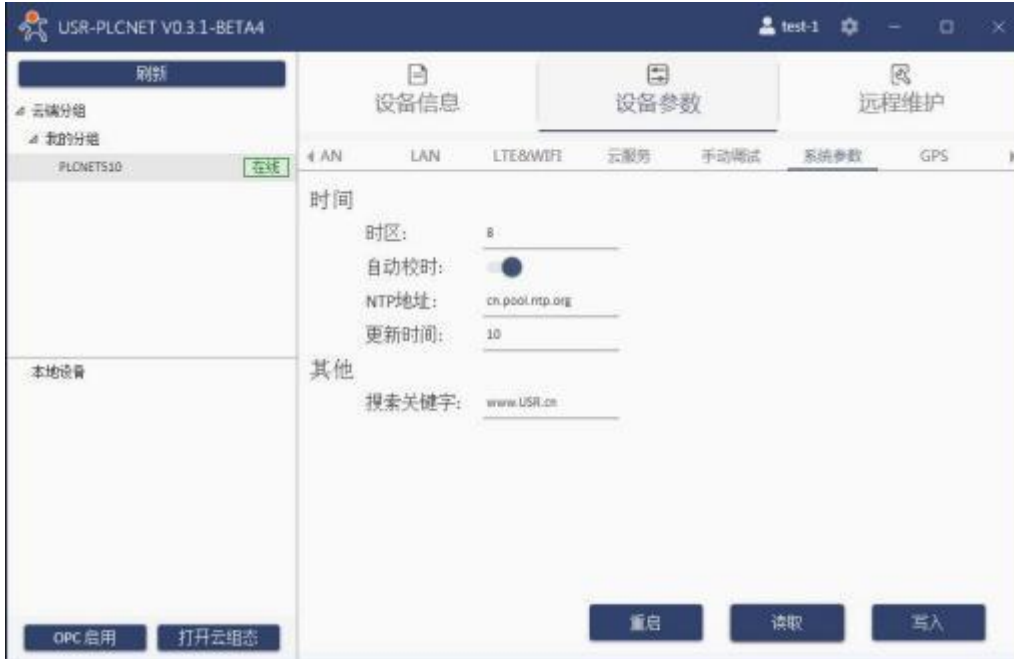 USR-PLCNET V0.3.1-BETA4
test-1
刷新
云端分组
我的分组
PLCNET510
在线
本地设备
OPC启用
打开云组态
设备信息
设备参数
远程维护
AN
LAN
LTE&WIFI
云服务
手动调试
系统参数
GPS
时间
时区: 8
自动校时:
NTP地址: cn.pool.ntp.org
更新时间: 10
其他
搜索关键字: www.USR.cn
重启
读取
写入